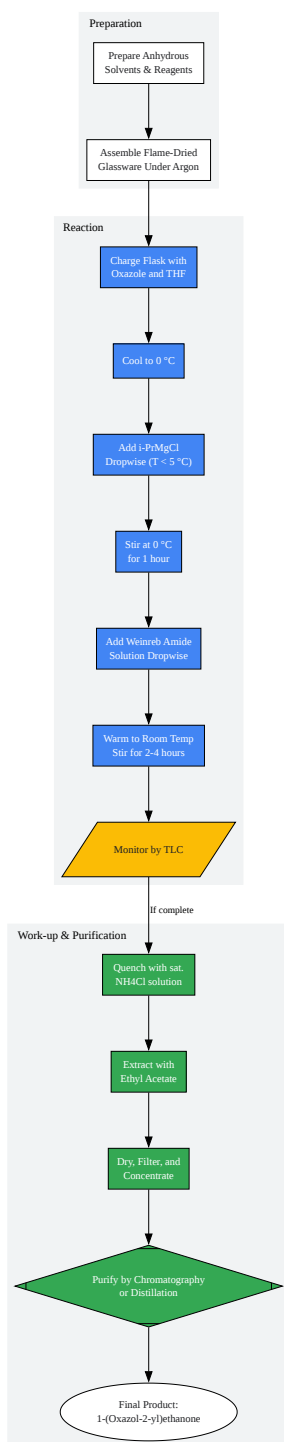 Preparation
Prepare Anhydrous
Solvents & Reagents
Assemble Flame-Dried
Glassware Under Argon
Reaction
Charge Flask with
Oxazole and THF
Cool to 0 °C
Add i-PrMgCl
Dropwise (T < 5 °C)
Stir at 0 °C
for 1 hour
Add Weinreb Amide
Solution Dropwise
Warm to Room Temp
Stir for 2-4 hours
Monitor by TLC
If complete
Work-up & Purification
Quench with sat.
NH4Cl solution
Extract with
Ethyl Acetate
Dry, Filter, and
Concentrate
Purify by Chromatography
or Distillation
Final Product:
1-(Oxazol-2-yl)ethanone